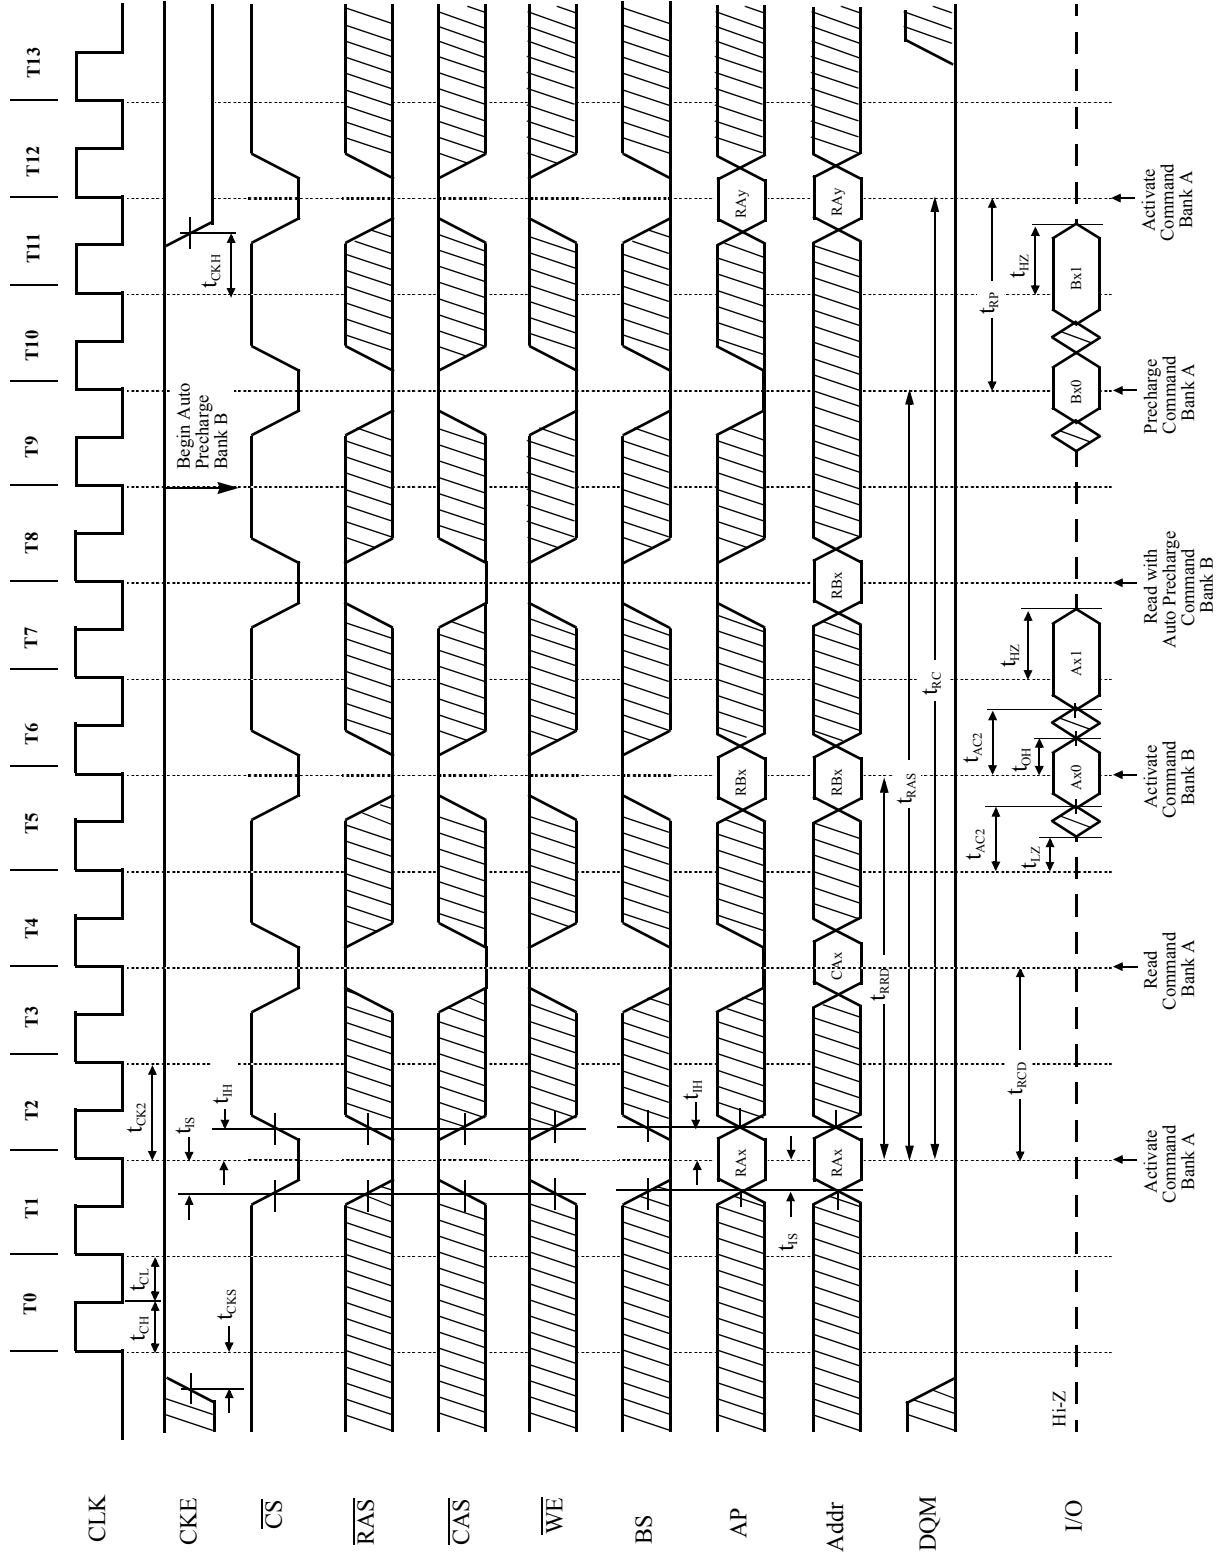 T0 T1 T2 T3 T4 T5 T6 T7 T8 T9 T10 T11 T12 T13
CLK
tCH tCL tCK2
CKE
tCKS tIS tIH
Begin Auto
Precharge
Bank B
tCKH
CS
RAS
CAS
WE
BS
tIH
AP
RAx RBx RAy
tIS
Addr
RAx CAx RBx RBx RAy
tRRD
tRAS
DQM
tRC
tRCD
tAC2 tAC2
tRP
tLZ tOH tHZ tHZ
I/O
Hi-Z
Ax0 Ax1 Bx0 Bx1
Activate
Command
Bank A
Read
Command
Bank A
Activate
Command
Bank B
Read with
Auto Precharge
Command
Bank B
Precharge
Command
Bank A
Activate
Command
Bank A